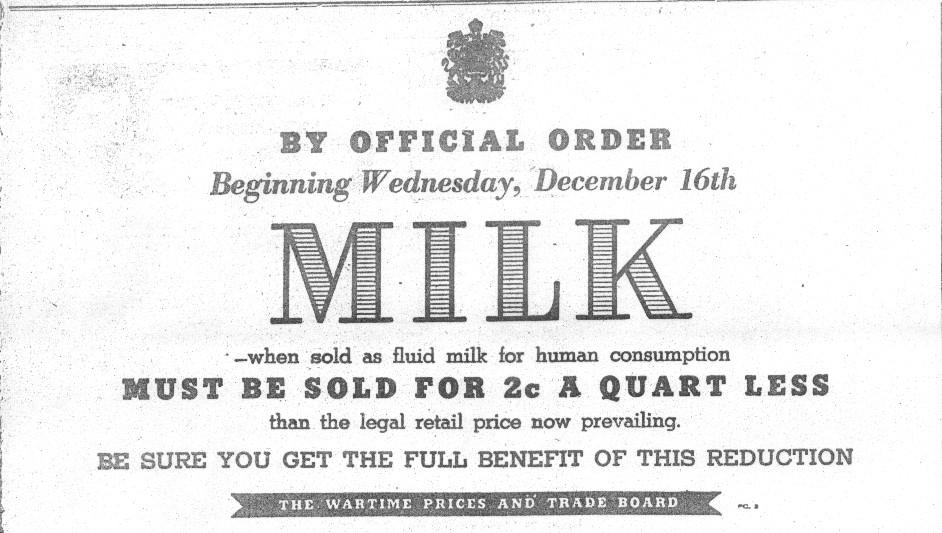 BY OFFICIAL ORDER
Beginning Wednesday, December 16th
MILK
—when sold as fluid milk for human consumption
MUST BE SOLD FOR 2c A QUART LESS
than the legal retail price now prevailing.
BE SURE YOU GET THE FULL BENEFIT OF THIS REDUCTION
THE WARTIME PRICES AND TRADE BOARD